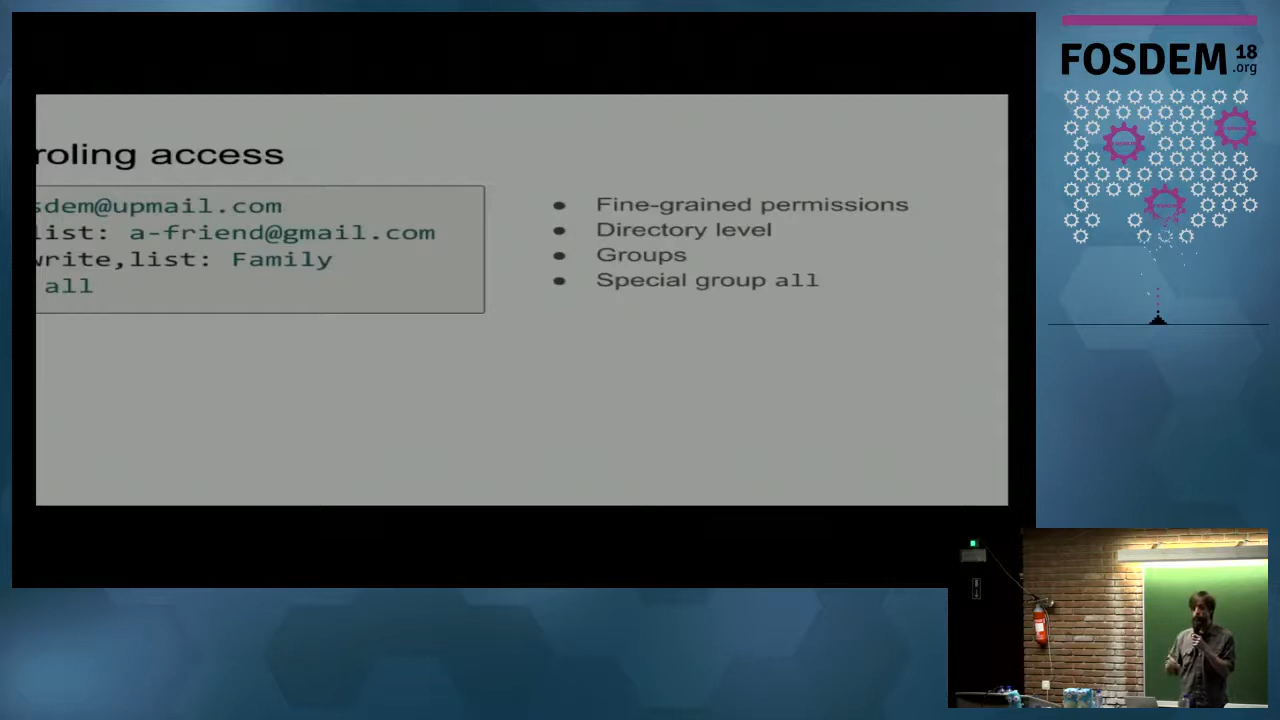 roling access
sdem@upmail.com
list: a-friend@gmail.com
write,list: Family
all
● Fine-grained permissions
● Directory level
● Groups
● Special group all
FOSDEM 18
.org